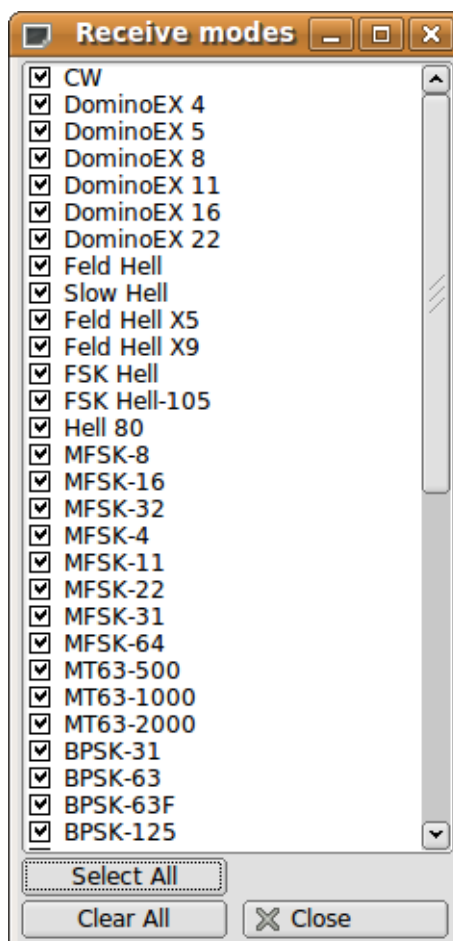 Receive modes
CW
DominoEX 4
DominoEX 5
DominoEX 8
DominoEX 11
DominoEX 16
DominoEX 22
Feld Hell
Slow Hell
Feld Hell X5
Feld Hell X9
FSK Hell
FSK Hell-105
Hell 80
MFSK-8
MFSK-16
MFSK-32
MFSK-4
MFSK-11
MFSK-22
MFSK-31
MFSK-64
MT63-500
MT63-1000
MT63-2000
BPSK-31
BPSK-63
BPSK-63F
BPSK-125
Select All
Clear All Close